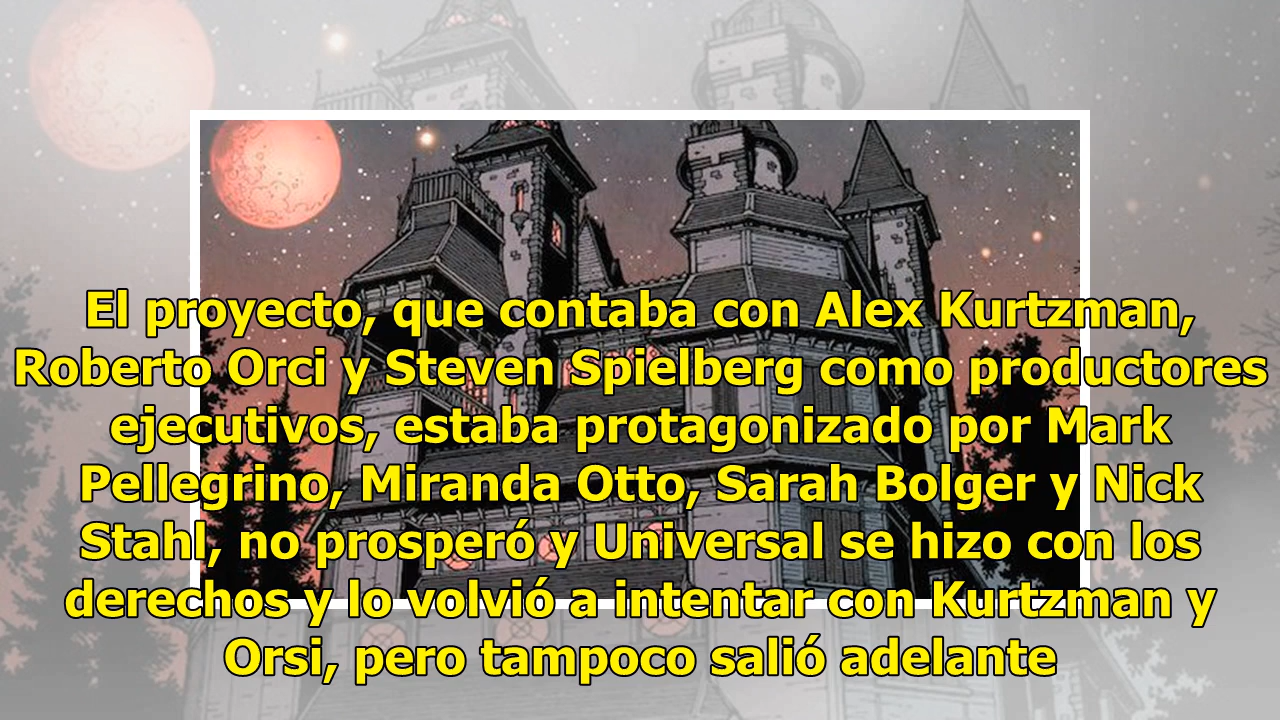 El proyecto, que contaba con Alex Kurtzman,
Roberto Orci y Steven Spielberg como productores
ejecutivos, estaba protagonizado por Mark
Pellegrino, Miranda Otto, Sarah Bolger y Nick
Stahl, no prosperó y Universal se hizo con los
derechos y lo volvió a intentar con Kurtzman y
Orsi, pero tampoco salió adelante